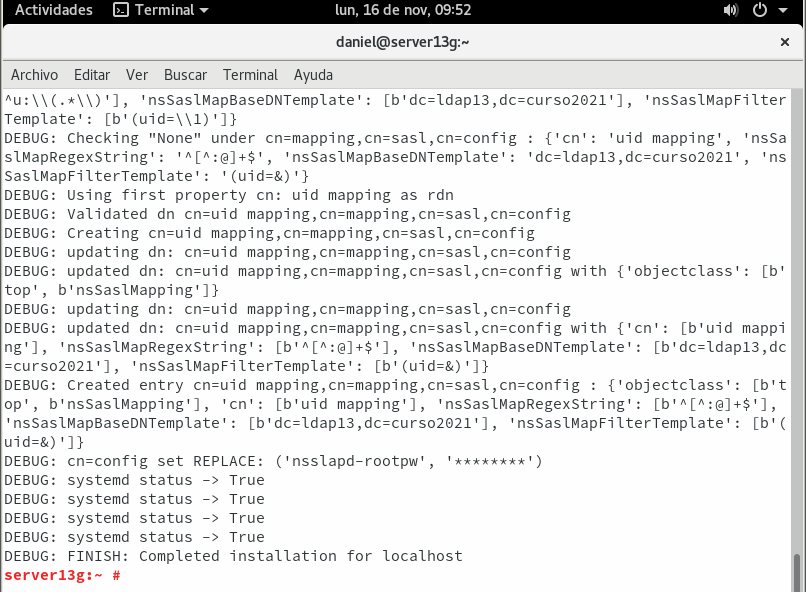 Actividades Terminal lun, 16 de nov, 09:52
daniel@server13g:~
Archivo Editar Ver Buscar Terminal Ayuda
^u:\\(.*\\)'], 'nsSaslMapBaseDNTemplate': [b'dc=ldap13,dc=curso2021'], 'nsSaslMapFilter
Template': [b'(uid=\\1)']}
DEBUG: Checking "None" under cn=mapping,cn=sasl,cn=config : {'cn': 'uid mapping', 'nsSa
slMapRegexString': '^[^:@]+$', 'nsSaslMapBaseDNTemplate': 'dc=ldap13,dc=curso2021', 'ns
SaslMapFilterTemplate': '(uid=&)'}
DEBUG: Using first property cn: uid mapping as rdn
DEBUG: Validated dn cn=uid mapping,cn=mapping,cn=sasl,cn=config
DEBUG: Creating cn=uid mapping,cn=mapping,cn=sasl,cn=config
DEBUG: updating dn: cn=uid mapping,cn=mapping,cn=sasl,cn=config
DEBUG: updated dn: cn=uid mapping,cn=mapping,cn=sasl,cn=config with {'objectclass': [b'
top', b'nsSaslMapping']}
DEBUG: updating dn: cn=uid mapping,cn=mapping,cn=sasl,cn=config
DEBUG: updated dn: cn=uid mapping,cn=mapping,cn=sasl,cn=config with {'cn': [b'uid mappi
ng'], 'nsSaslMapRegexString': [b'^[^:@]+$'], 'nsSaslMapBaseDNTemplate': [b'dc=ldap13,dc
=curso2021'], 'nsSaslMapFilterTemplate': [b'(uid=&)']}
DEBUG: Created entry cn=uid mapping,cn=mapping,cn=sasl,cn=config : {'objectclass': [b't
op', b'nsSaslMapping'], 'cn': [b'uid mapping'], 'nsSaslMapRegexString': [b'^[^:@]+$'],
'nsSaslMapBaseDNTemplate': [b'dc=ldap13,dc=curso2021'], 'nsSaslMapFilterTemplate': [b'(
uid=&)']}
DEBUG: cn=config set REPLACE: ('nsslapd-rootpw', '********')
DEBUG: systemd status -> True
DEBUG: systemd status -> True
DEBUG: systemd status -> True
DEBUG: systemd status -> True
DEBUG: FINISH: Completed installation for localhost
server13g:~ #